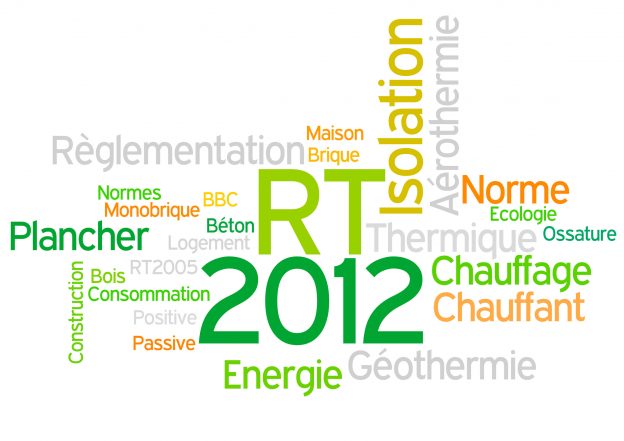 Isolation
Aérothermie
Maison
Règlementation
Brique
RT
Norme
Normes
BBC
Monobrique
Ecologie
Béton
Plancher
Logement
Thermique
Ossature
RT2005
2012
Chauffage
Bois
Construction
Consommation
Chauffant
Positive
Passive
Energie
Géothermie